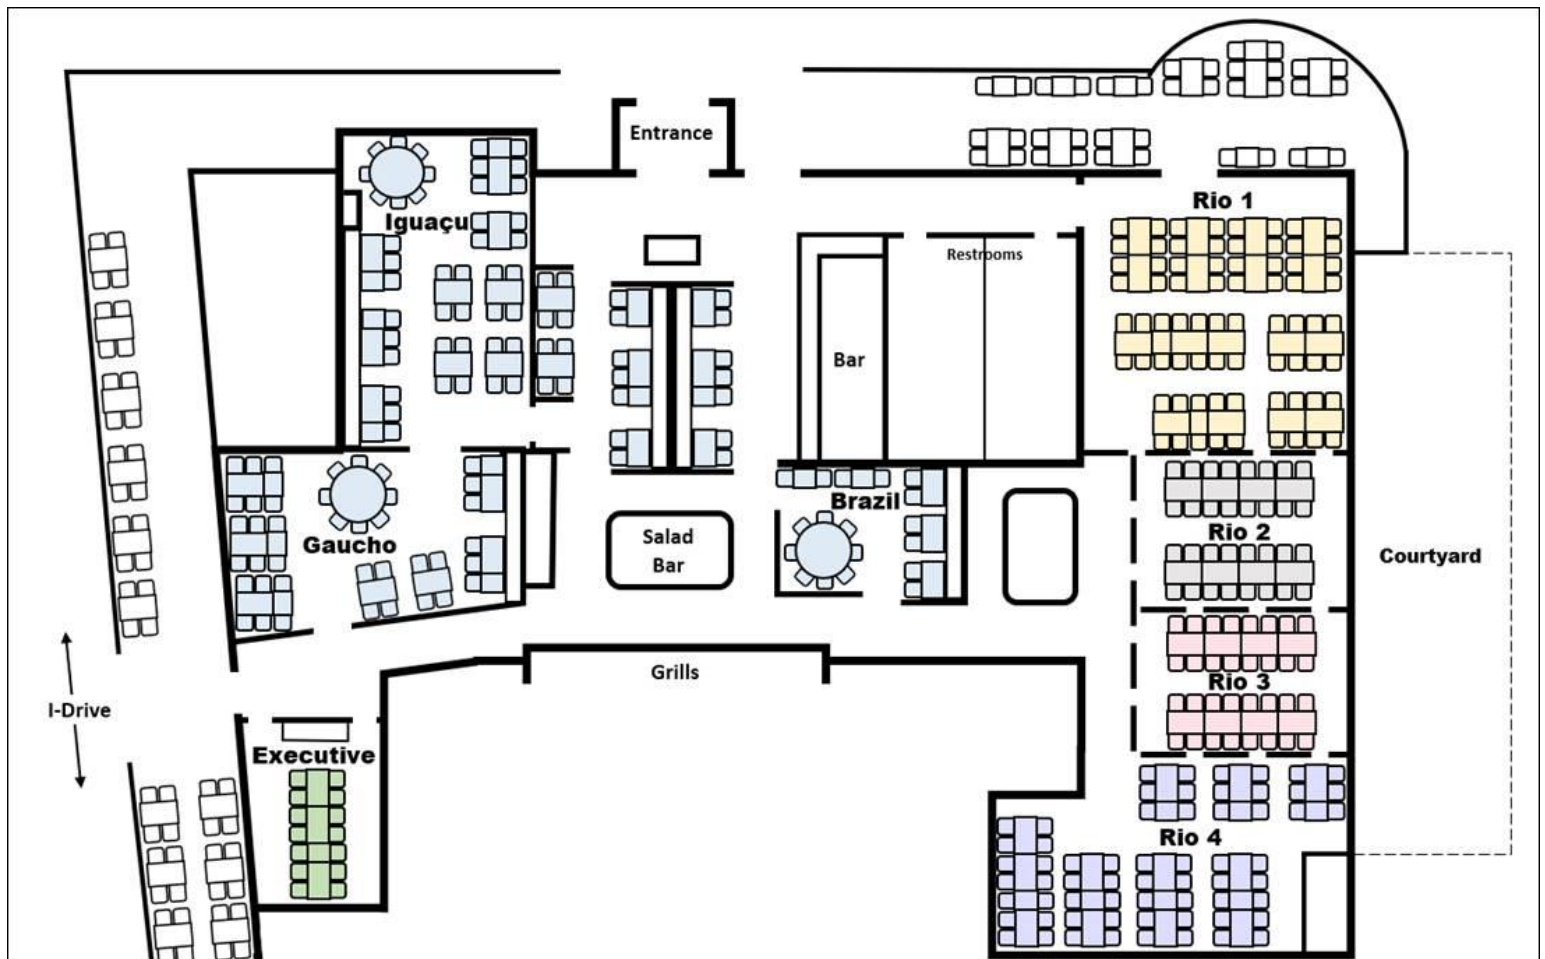 Entrance
Rio 1
Iguaçu
Restrooms
Bar
Brazil
Salad
Bar
Gaucho
Rio 2
Courtyard
Grills
Rio 3
I-Drive
Executive
Rio 4